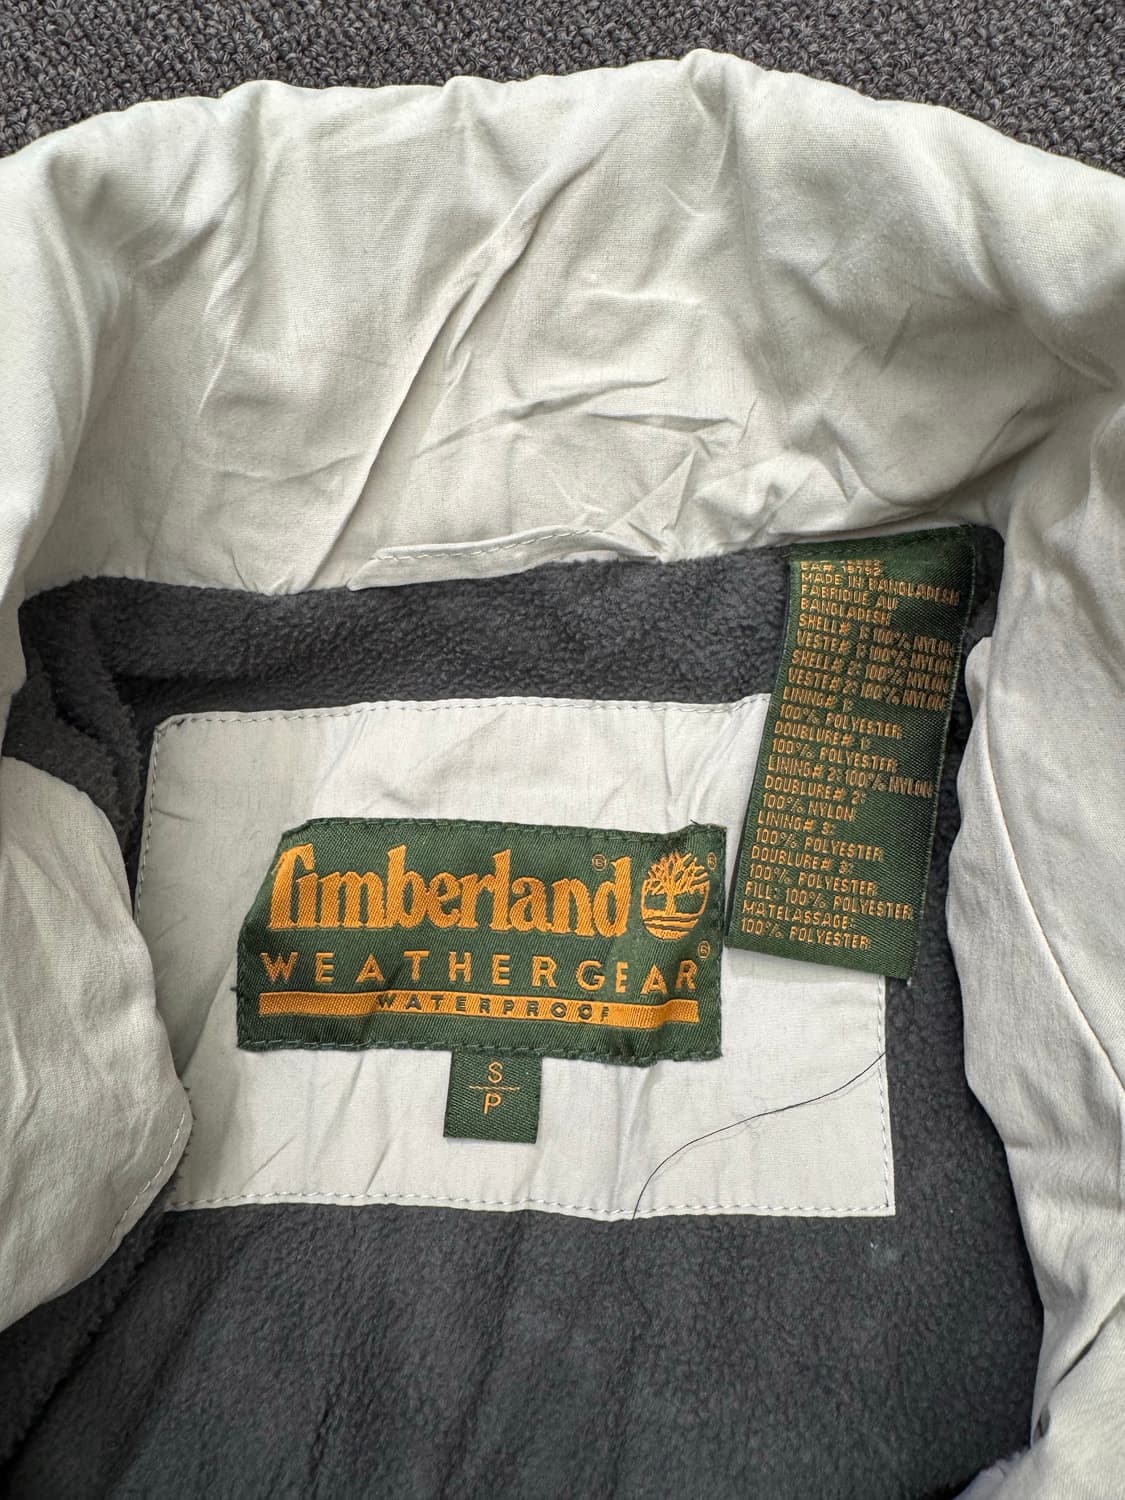 MADE IN BANGLADESH
FABRIQUE AU
BANGLADESH
SHELL# 1: 100% NYLON
VESTE# 1: 100% NYLON
SHELL# 2: 100% NYLON
VESTE# 2: 100% NYLON
LINING# 1:
100% POLYESTER
DOUBLURE# 1:
100% POLYESTER
LINING# 2: 100% NYLON
DOUBLURE# 2:
100% NYLON
LINING# 3:
100% POLYESTER
DOUBLURE# 3:
100% POLYESTER
FILL: 100% POLYESTER
MATELASSAGE:
100% POLYESTER
Timberland®
WEATHERGEAR®
WATERPROOF
S
P